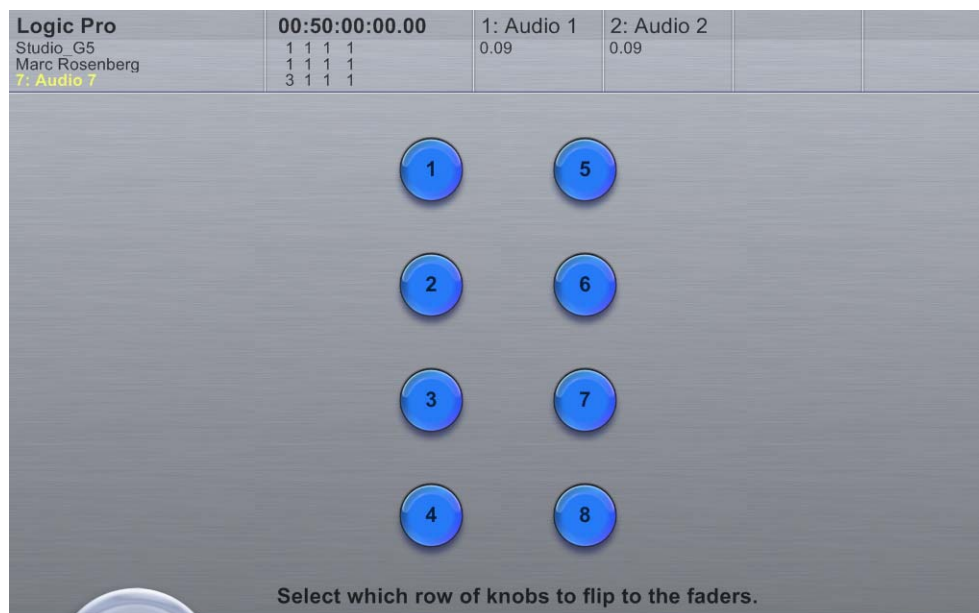 Logic Pro
Studio_G5
Marc Rosenberg
7: Audio 7
00:50:00:00.00
1 1 1 1
1 1 1 1
3 1 1 1
1: Audio 1
0.09
2: Audio 2
0.09
1
5
2
6
3
7
4
8
Select which row of knobs to flip to the faders.